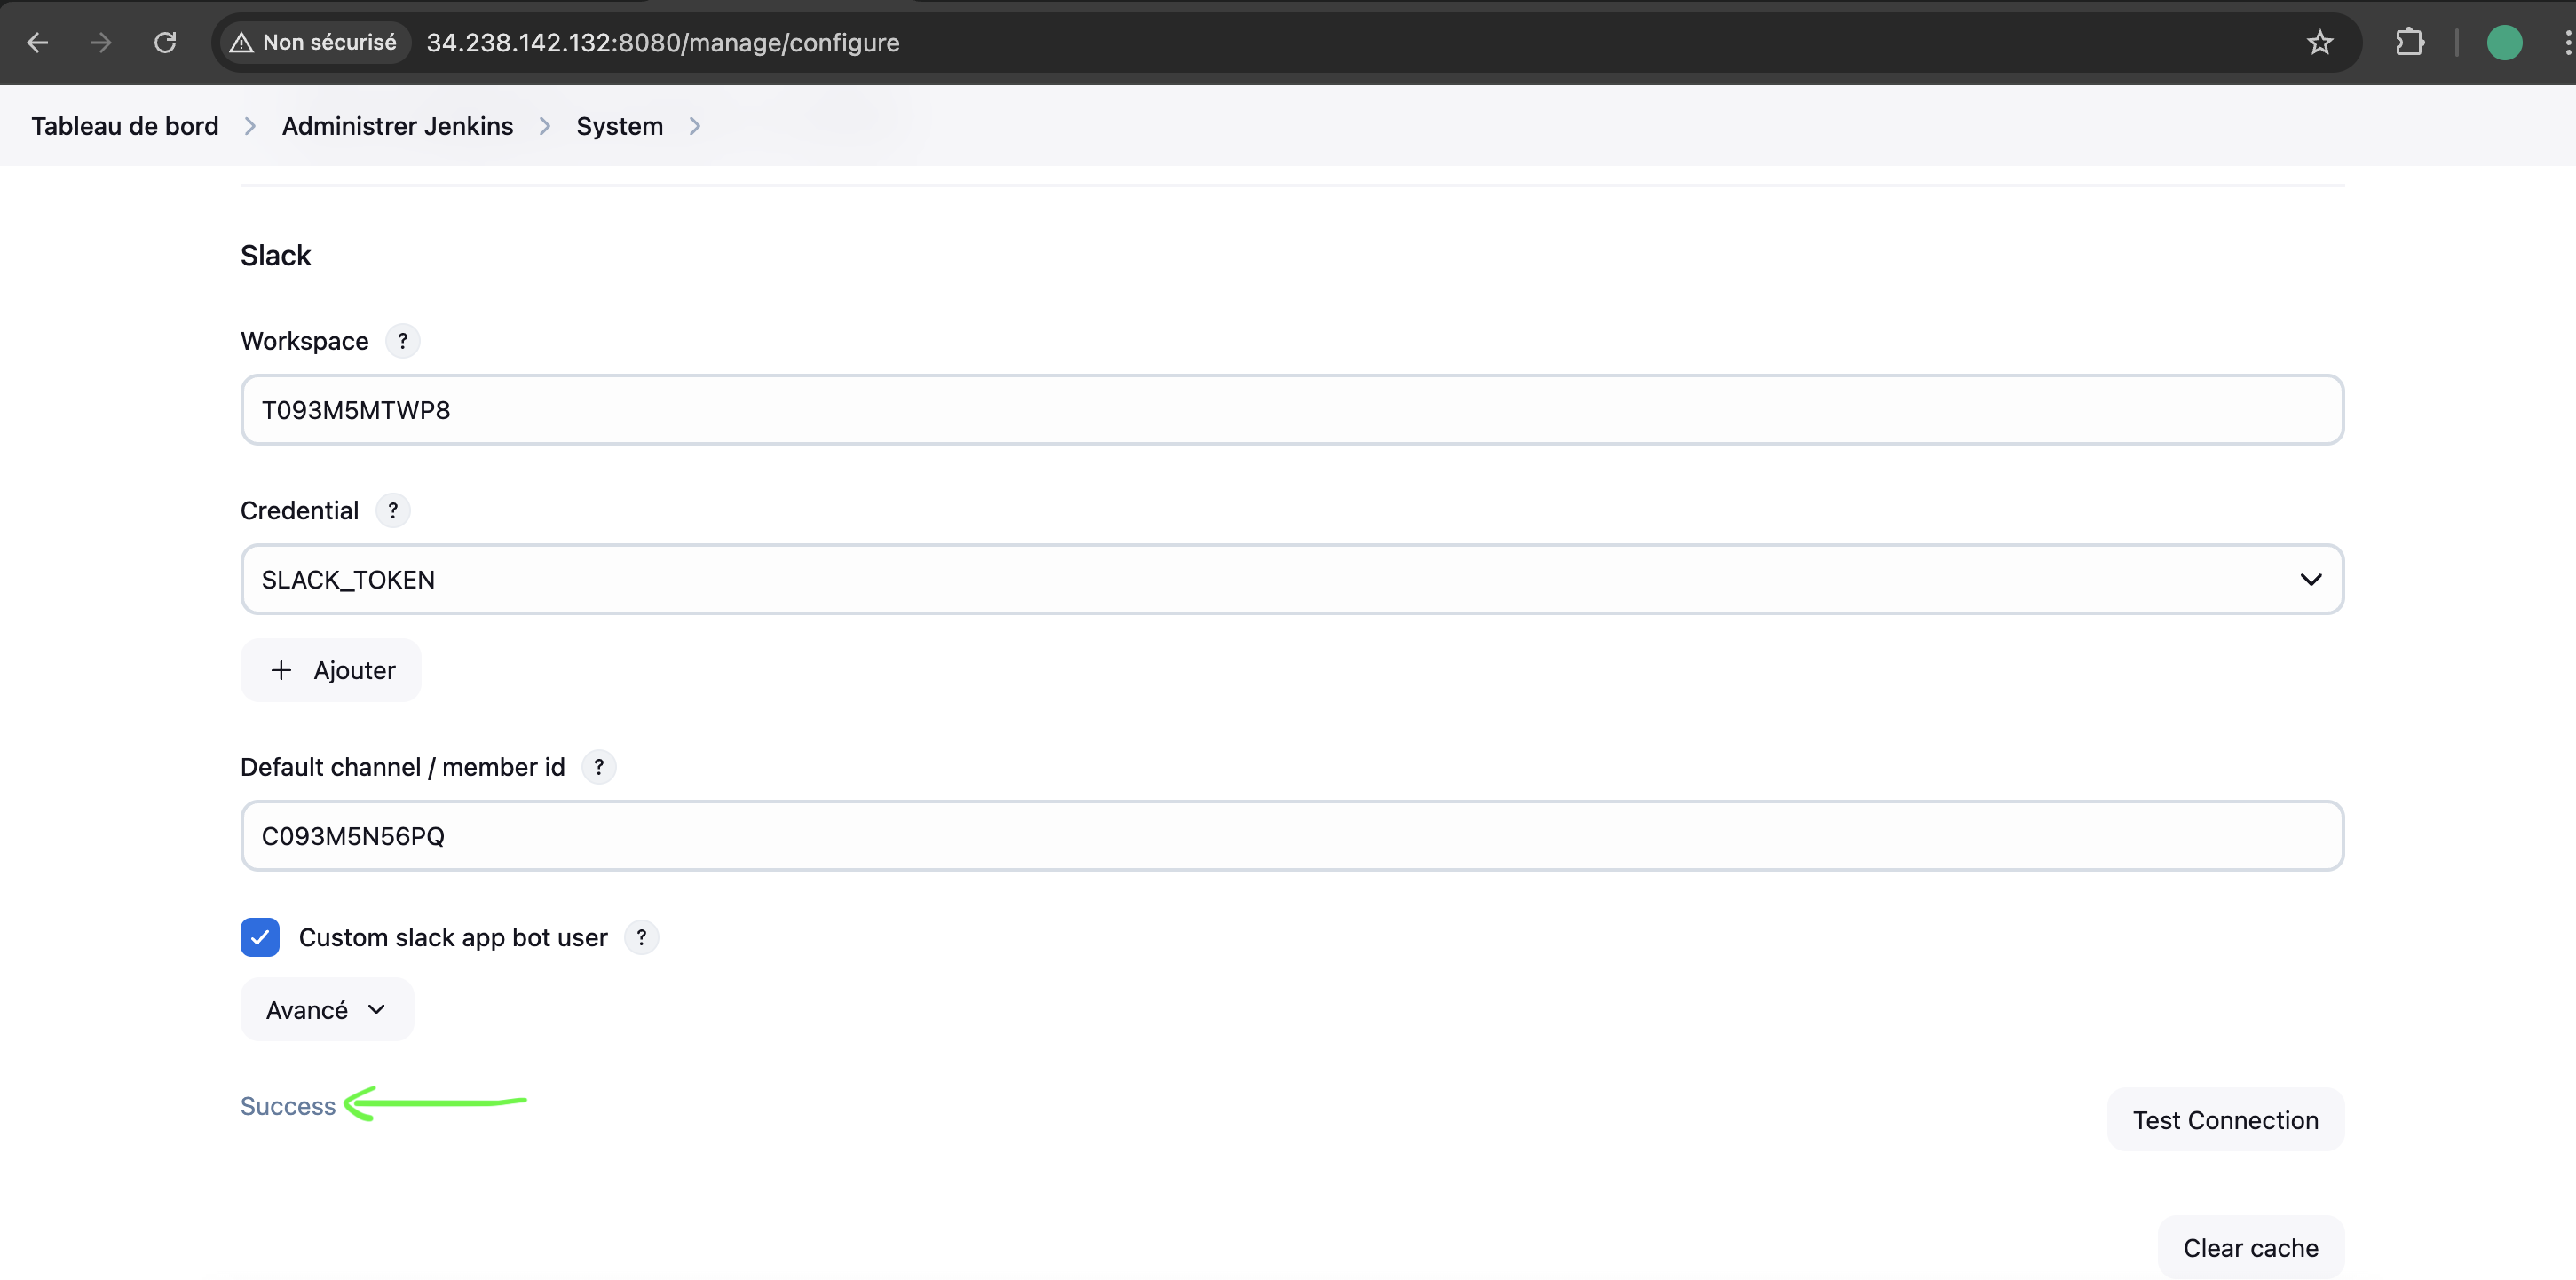 Non sécurisé 34.238.142.132:8080/manage/configure
Tableau de bord > Administrer Jenkins > System >
Slack
Workspace ?
T093M5MTWP8
Credential ?
SLACK_TOKEN
+ Ajouter
Default channel / member id ?
C093M5N56PQ
Custom slack app bot user ?
Avancé
Success
Test Connection
Clear cache